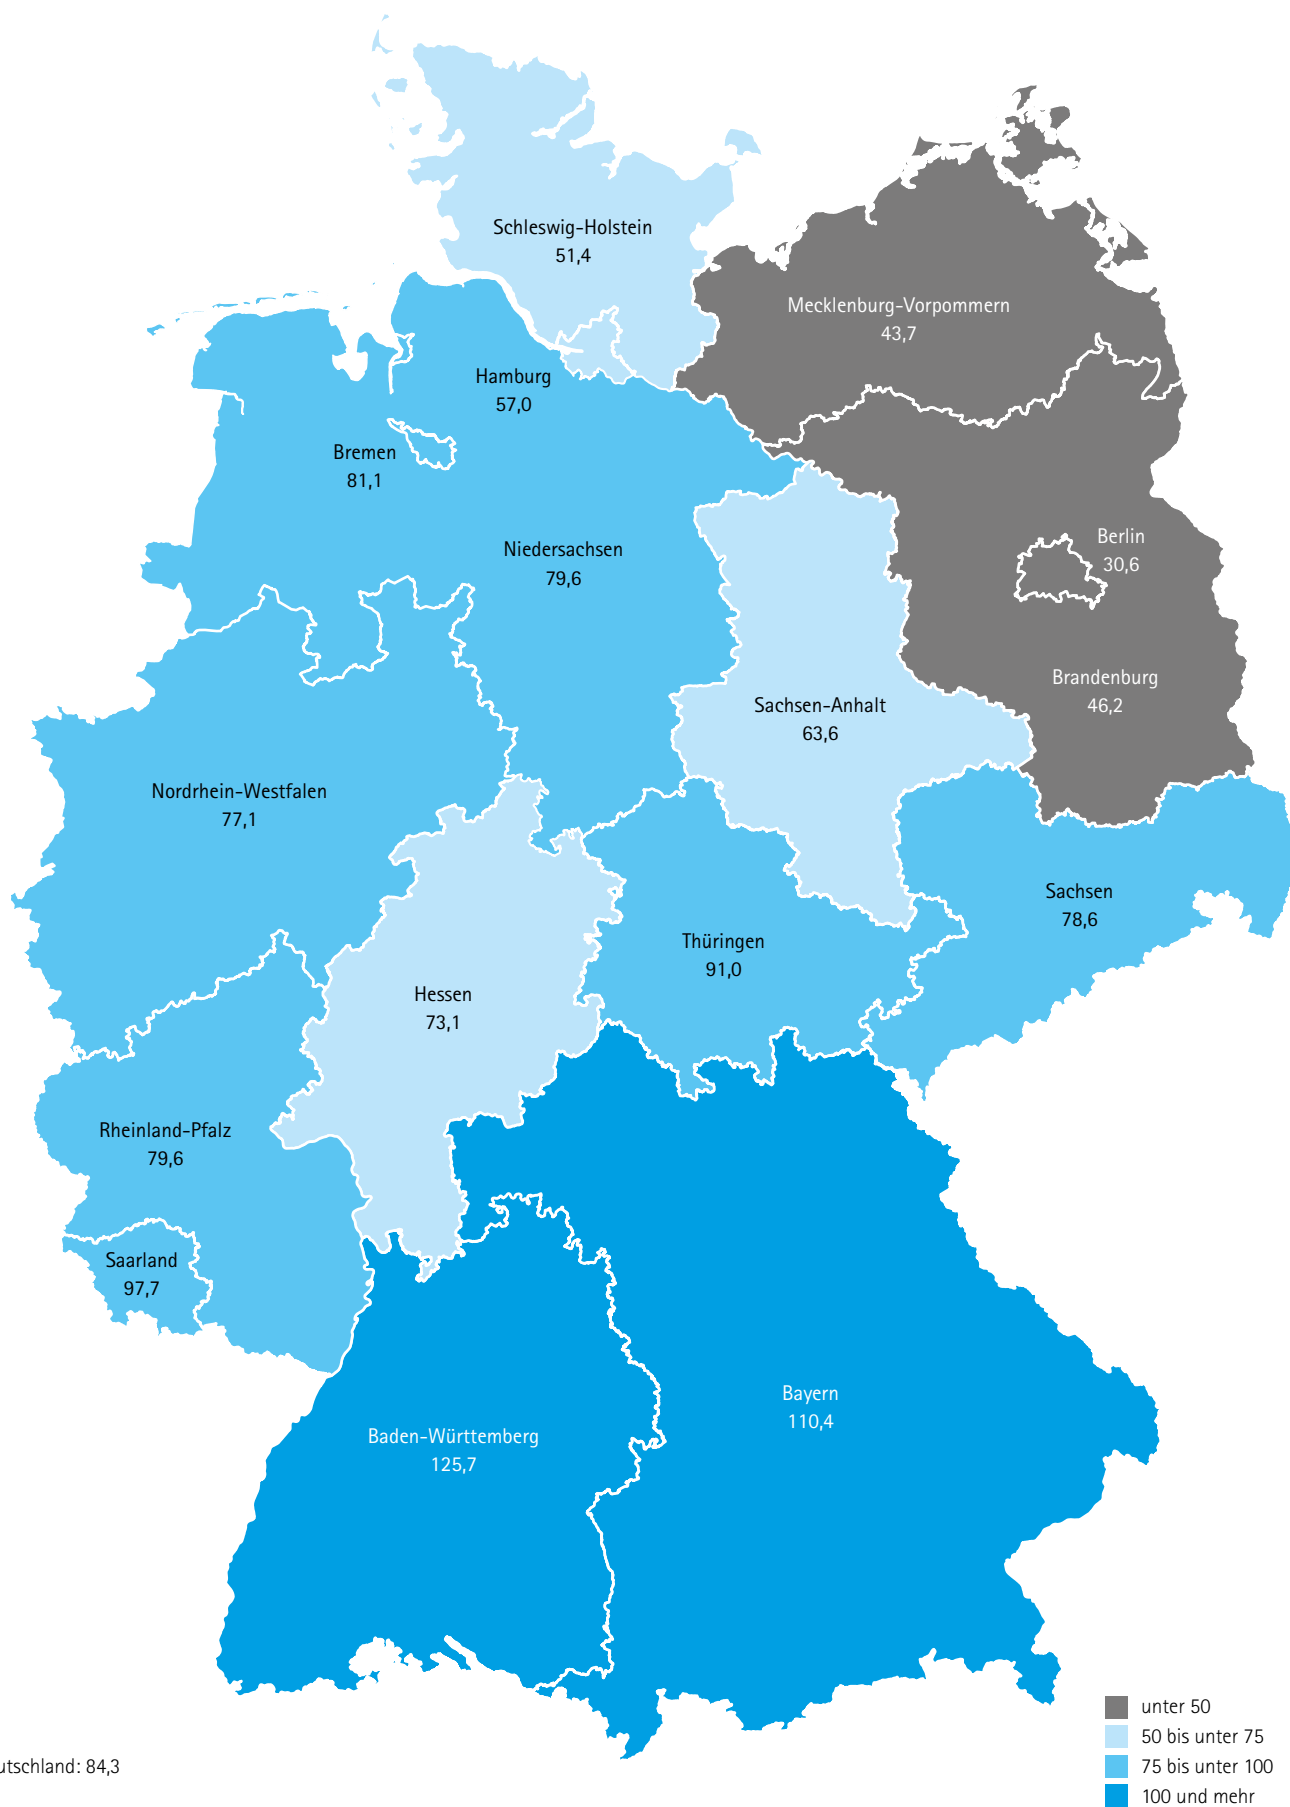 Schleswig-Holstein
51,4
Mecklenburg-Vorpommern
43,7
Hamburg
57,0
Bremen
81,1
Niedersachsen
79,6
Berlin
30,6
Brandenburg
46,2
Sachsen-Anhalt
63,6
Nordrhein-Westfalen
77,1
Sachsen
78,6
Thüringen
91,0
Hessen
73,1
Rheinland-Pfalz
79,6
Saarland
97,7
Bayern
110,4
Baden-Württemberg
125,7
unter 50
50 bis unter 75
75 bis unter 100
100 und mehr
utschland: 84,3